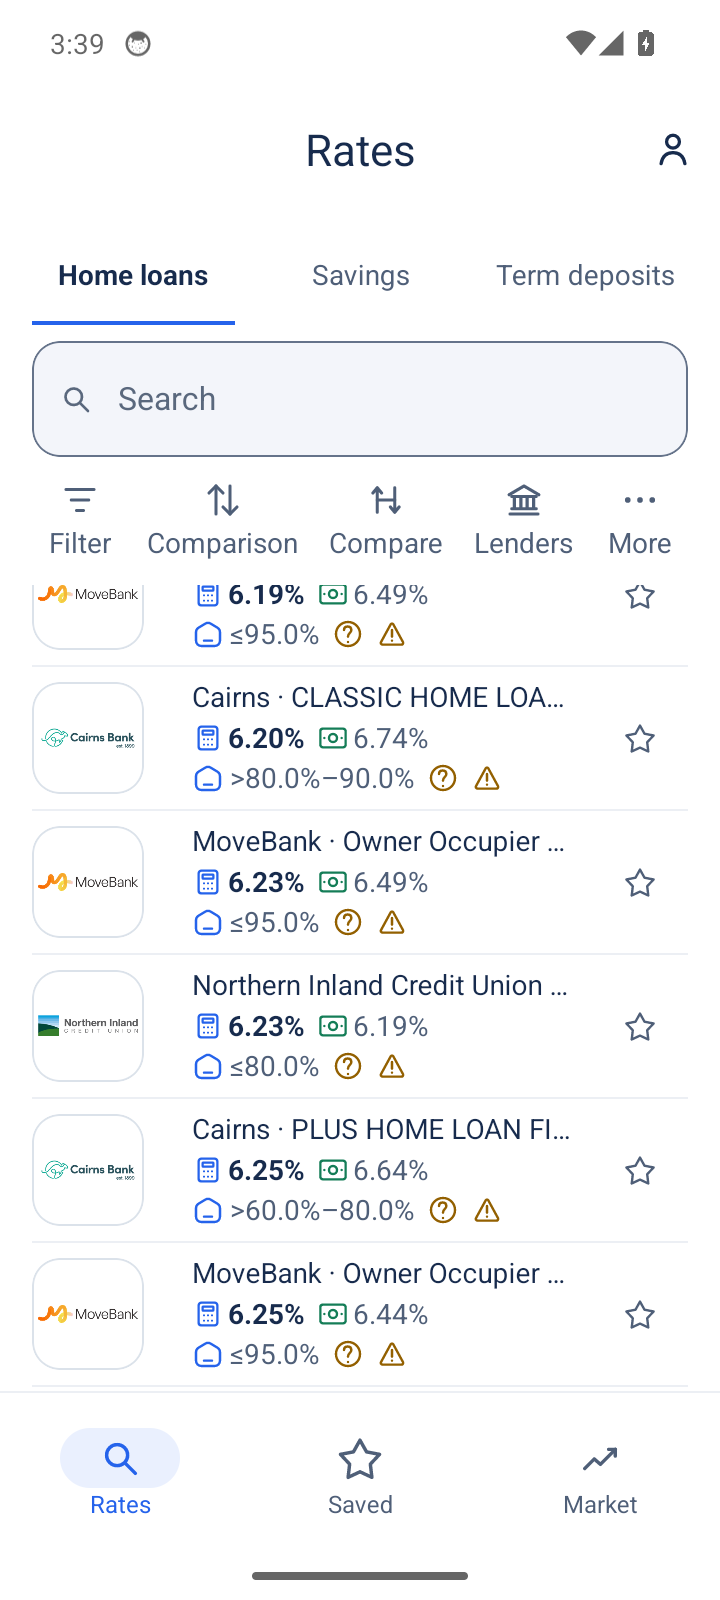 3:39
Rates
Home loans
Savings
Term deposits
Search
Filter
Comparison
Compare
Lenders
More
MoveBank
6.19% 6.49%
≤95.0%
Cairns · CLASSIC HOME LOA…
Cairns Bank
est 1899
6.20% 6.74%
>80.0%–90.0%
MoveBank · Owner Occupier …
MoveBank
6.23% 6.49%
≤95.0%
Northern Inland Credit Union …
Northern Inland
CREDIT UNION
6.23% 6.19%
≤80.0%
Cairns · PLUS HOME LOAN FI…
Cairns Bank
est 1899
6.25% 6.64%
>60.0%–80.0%
MoveBank · Owner Occupier …
MoveBank
6.25% 6.44%
≤95.0%
Rates
Saved
Market